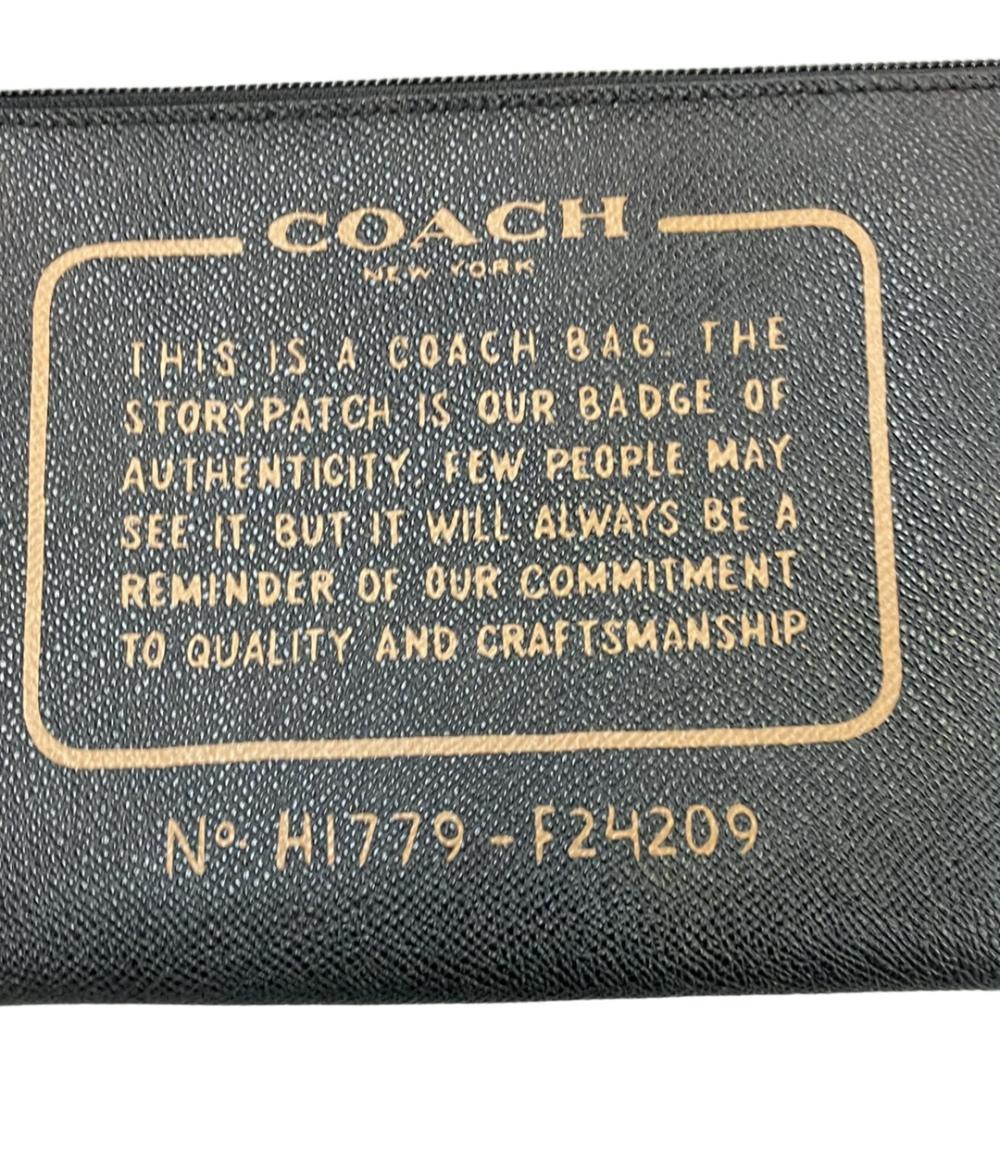 COACH
NEW YORK
THIS IS A COACH BAG. THE
STORYPATCH IS OUR BADGE OF
AUTHENTICITY. FEW PEOPLE MAY
SEE IT, BUT IT WILL ALWAYS BE A
REMINDER OF OUR COMMITMENT
TO QUALITY AND CRAFTSMANSHIP.
Nº. H1779-F24209